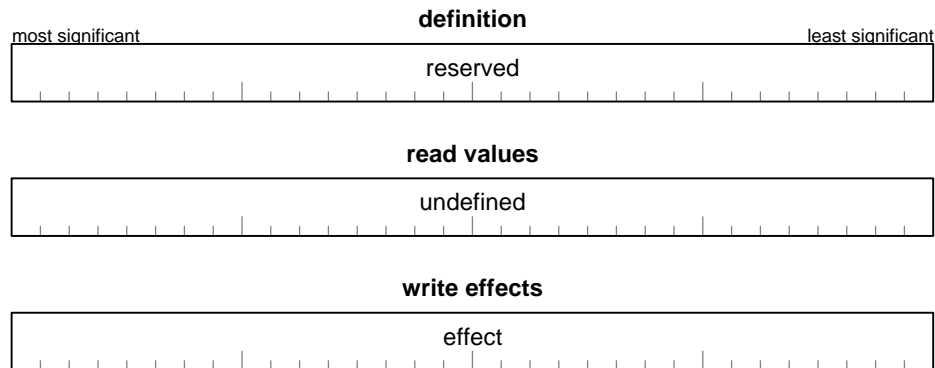 definition
most significant least significant
reserved
read values
undefined
write effects
effect